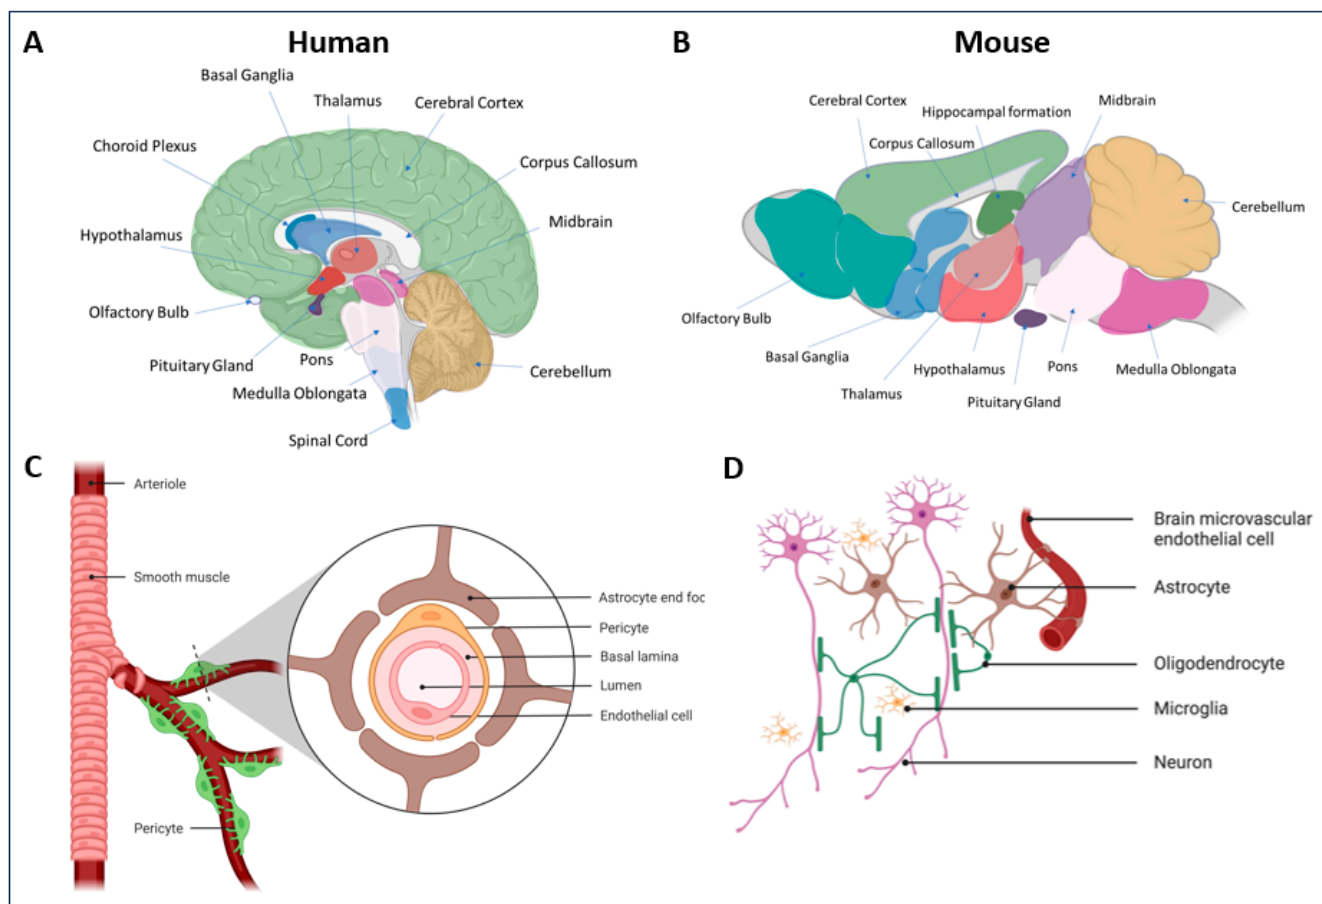 A
Human
Basal Ganglia
Thalamus
Cerebral Cortex
Choroid Plexus
Corpus Callosum
Hypothalamus
Midbrain
Olfactory Bulb
Pituitary Gland
Pons
Medulla Oblongata
Cerebellum
Spinal Cord
B
Mouse
Cerebral Cortex
Hippocampal formation
Midbrain
Corpus Callosum
Cerebellum
Olfactory Bulb
Basal Ganglia
Thalamus
Hypothalamus
Pituitary Gland
Pons
Medulla Oblongata
C
Arteriole
Smooth muscle
Pericyte
Astrocyte end foo
Pericyte
Basal lamina
Lumen
Endothelial cell
D
Brain microvascular
endothelial cell
Astrocyte
Oligodendrocyte
Microglia
Neuron